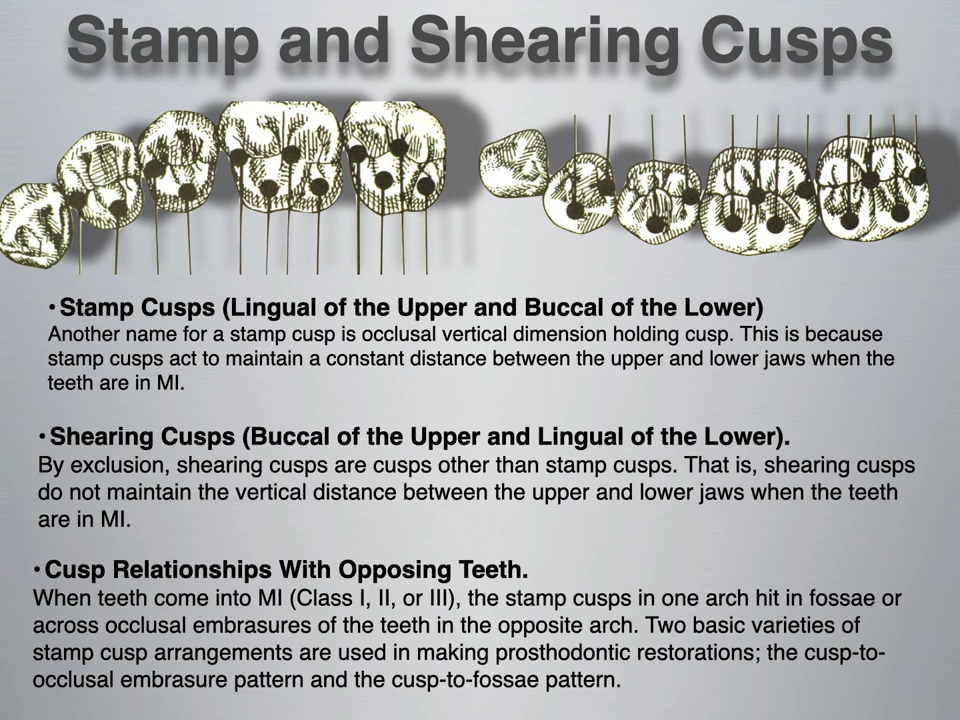 Stamp and Shearing Cusps
•Stamp Cusps (Lingual of the Upper and Buccal of the Lower)
Another name for a stamp cusp is occlusal vertical dimension holding cusp. This is because
stamp cusps act to maintain a constant distance between the upper and lower jaws when the
teeth are in MI.
•Shearing Cusps (Buccal of the Upper and Lingual of the Lower).
By exclusion, shearing cusps are cusps other than stamp cusps. That is, shearing cusps
do not maintain the vertical distance between the upper and lower jaws when the teeth
are in MI.
•Cusp Relationships With Opposing Teeth.
When teeth come into MI (Class I, II, or III), the stamp cusps in one arch hit in fossae or
across occlusal embrasures of the teeth in the opposite arch. Two basic varieties of
stamp cusp arrangements are used in making prosthodontic restorations; the cusp-to-
occlusal embrasure pattern and the cusp-to-fossae pattern.